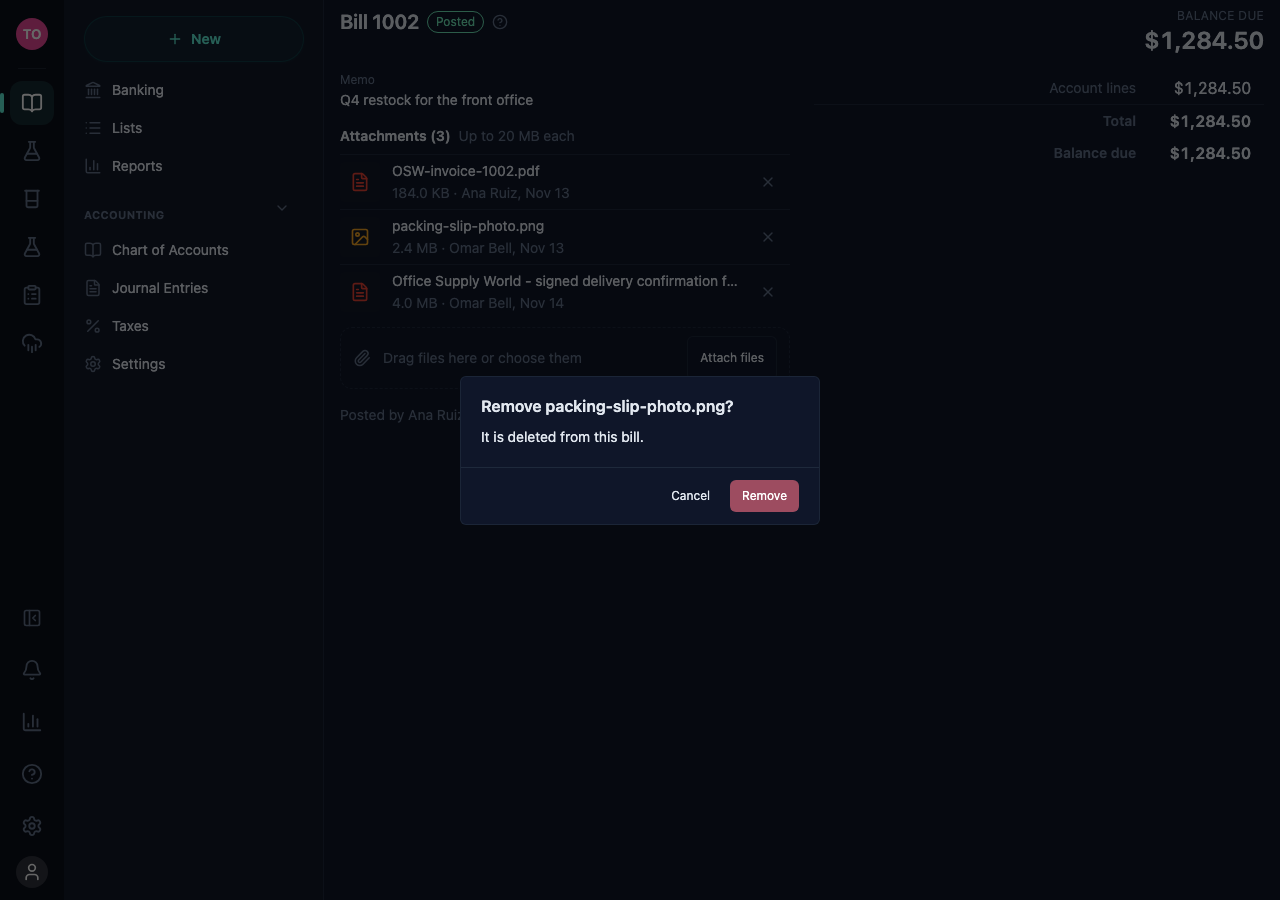 TO
New
Banking
Lists
Reports
ACCOUNTING
Chart of Accounts
Journal Entries
Taxes
Settings
Bill 1002 Posted
BALANCE DUE
$1,284.50
Memo
Q4 restock for the front office
Account lines $1,284.50
Total $1,284.50
Balance due $1,284.50
Attachments (3) Up to 20 MB each
OSW-invoice-1002.pdf
184.0 KB · Ana Ruiz, Nov 13
packing-slip-photo.png
2.4 MB · Omar Bell, Nov 13
Office Supply World - signed delivery confirmation f...
4.0 MB · Omar Bell, Nov 14
Drag files here or choose them Attach files
Posted by Ana Ruiz
Remove packing-slip-photo.png?
It is deleted from this bill.
Cancel Remove